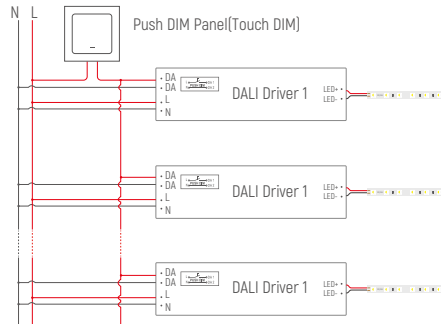 N L
Push DIM Panel(Touch DIM)
DA
DA
L
N
DALI Driver 1
LED+
LED-
DA
DA
L
N
DALI Driver 1
LED+
LED-
DA
DA
L
N
DALI Driver 1
LED+
LED-